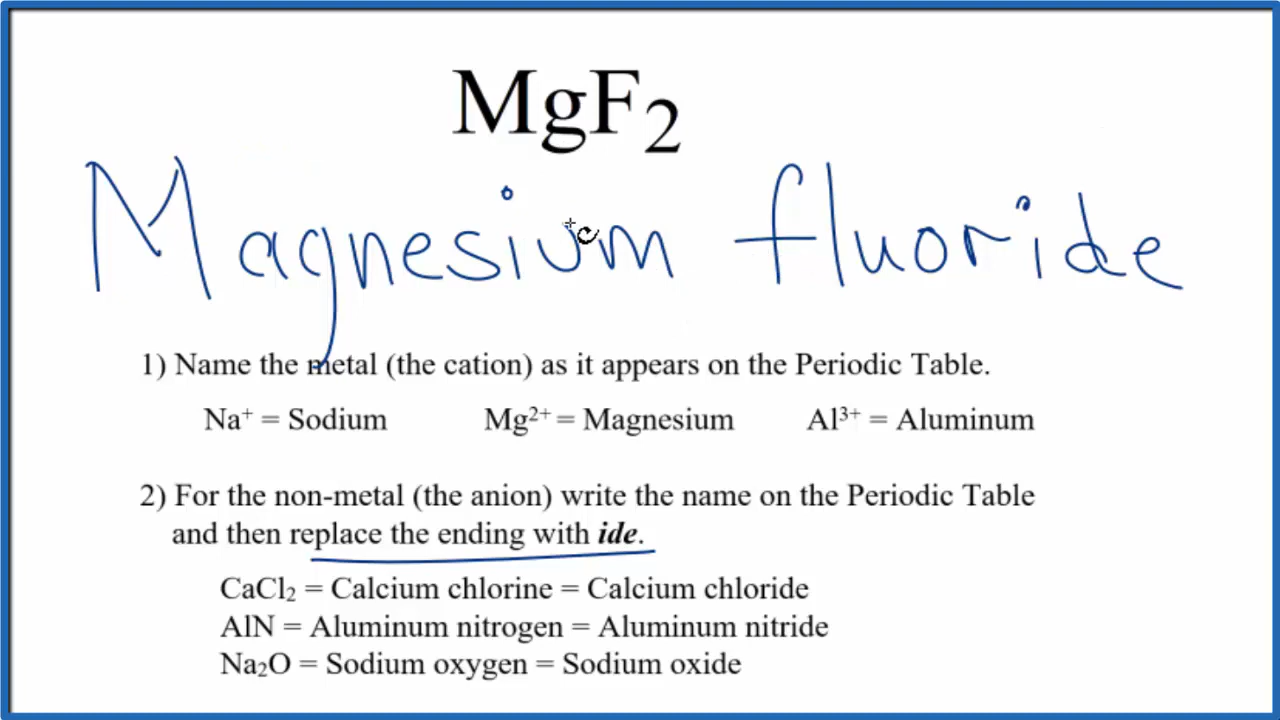 MgF₂
Magnesium fluoride
1) Name the metal (the cation) as it appears on the Periodic Table.
Na⁺ = Sodium Mg²⁺ = Magnesium Al³⁺ = Aluminum
2) For the non-metal (the anion) write the name on the Periodic Table
and then replace the ending with ide.
CaCl₂ = Calcium chlorine = Calcium chloride
AlN = Aluminum nitrogen = Aluminum nitride
Na₂O = Sodium oxygen = Sodium oxide